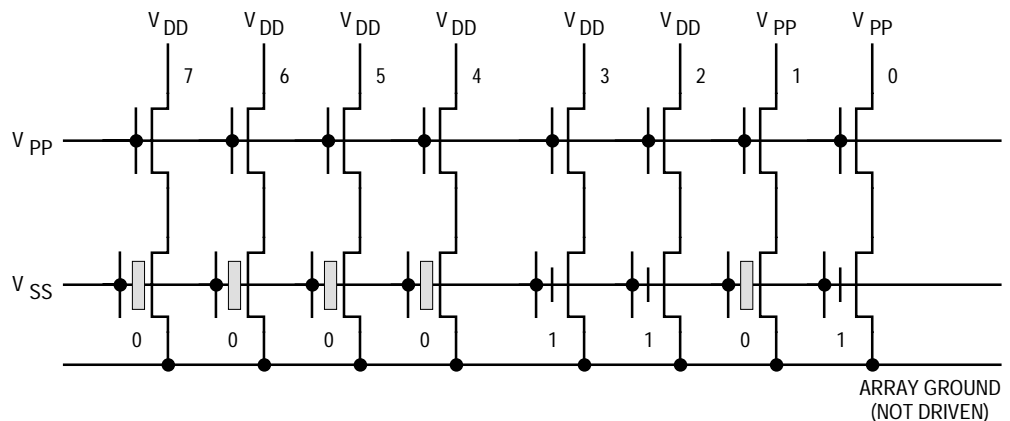 V DD V DD V DD V DD V DD V DD V PP V PP
7 6 5 4 3 2 1 0
V PP
V SS
0 0 0 0 1 1 0 1
ARRAY GROUND
(NOT DRIVEN)